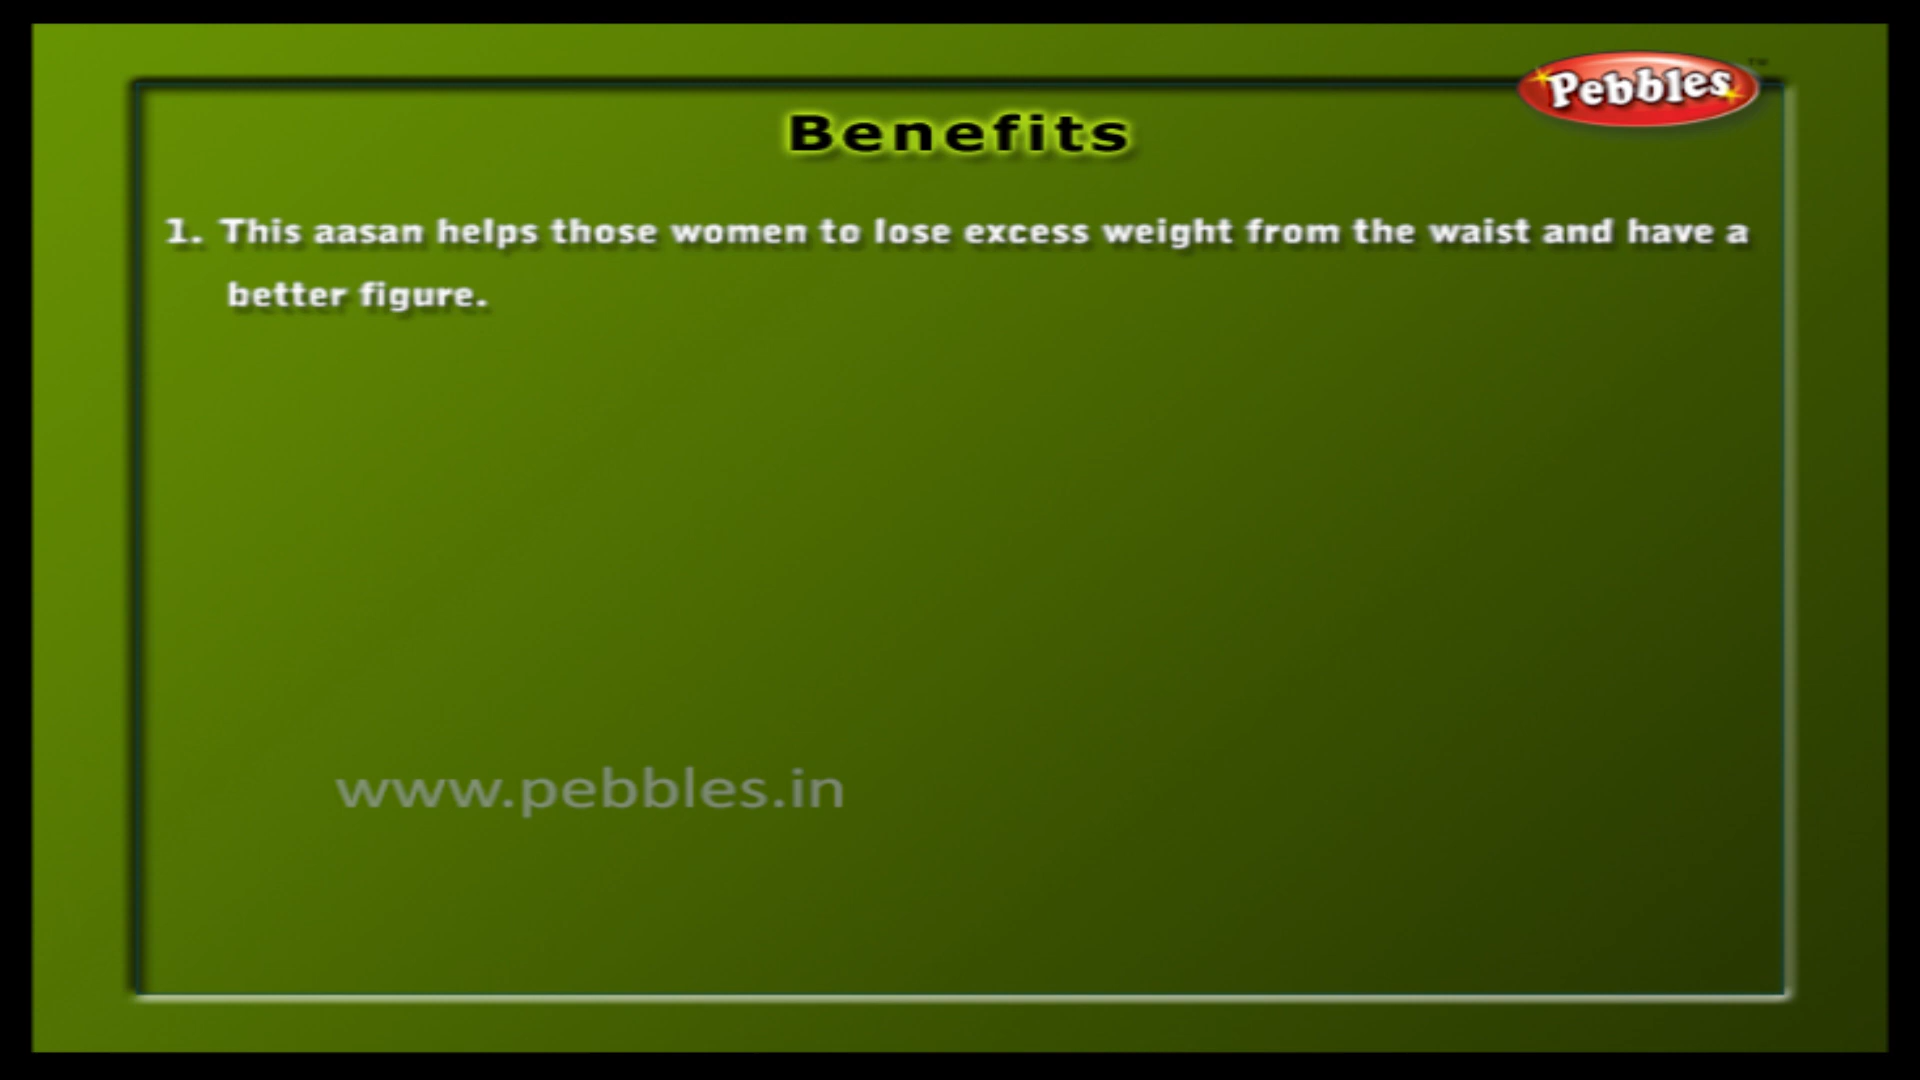 Pebbles™
Benefits
1. This aasan helps those women to lose excess weight from the waist and have a
better figure.
www.pebbles.in